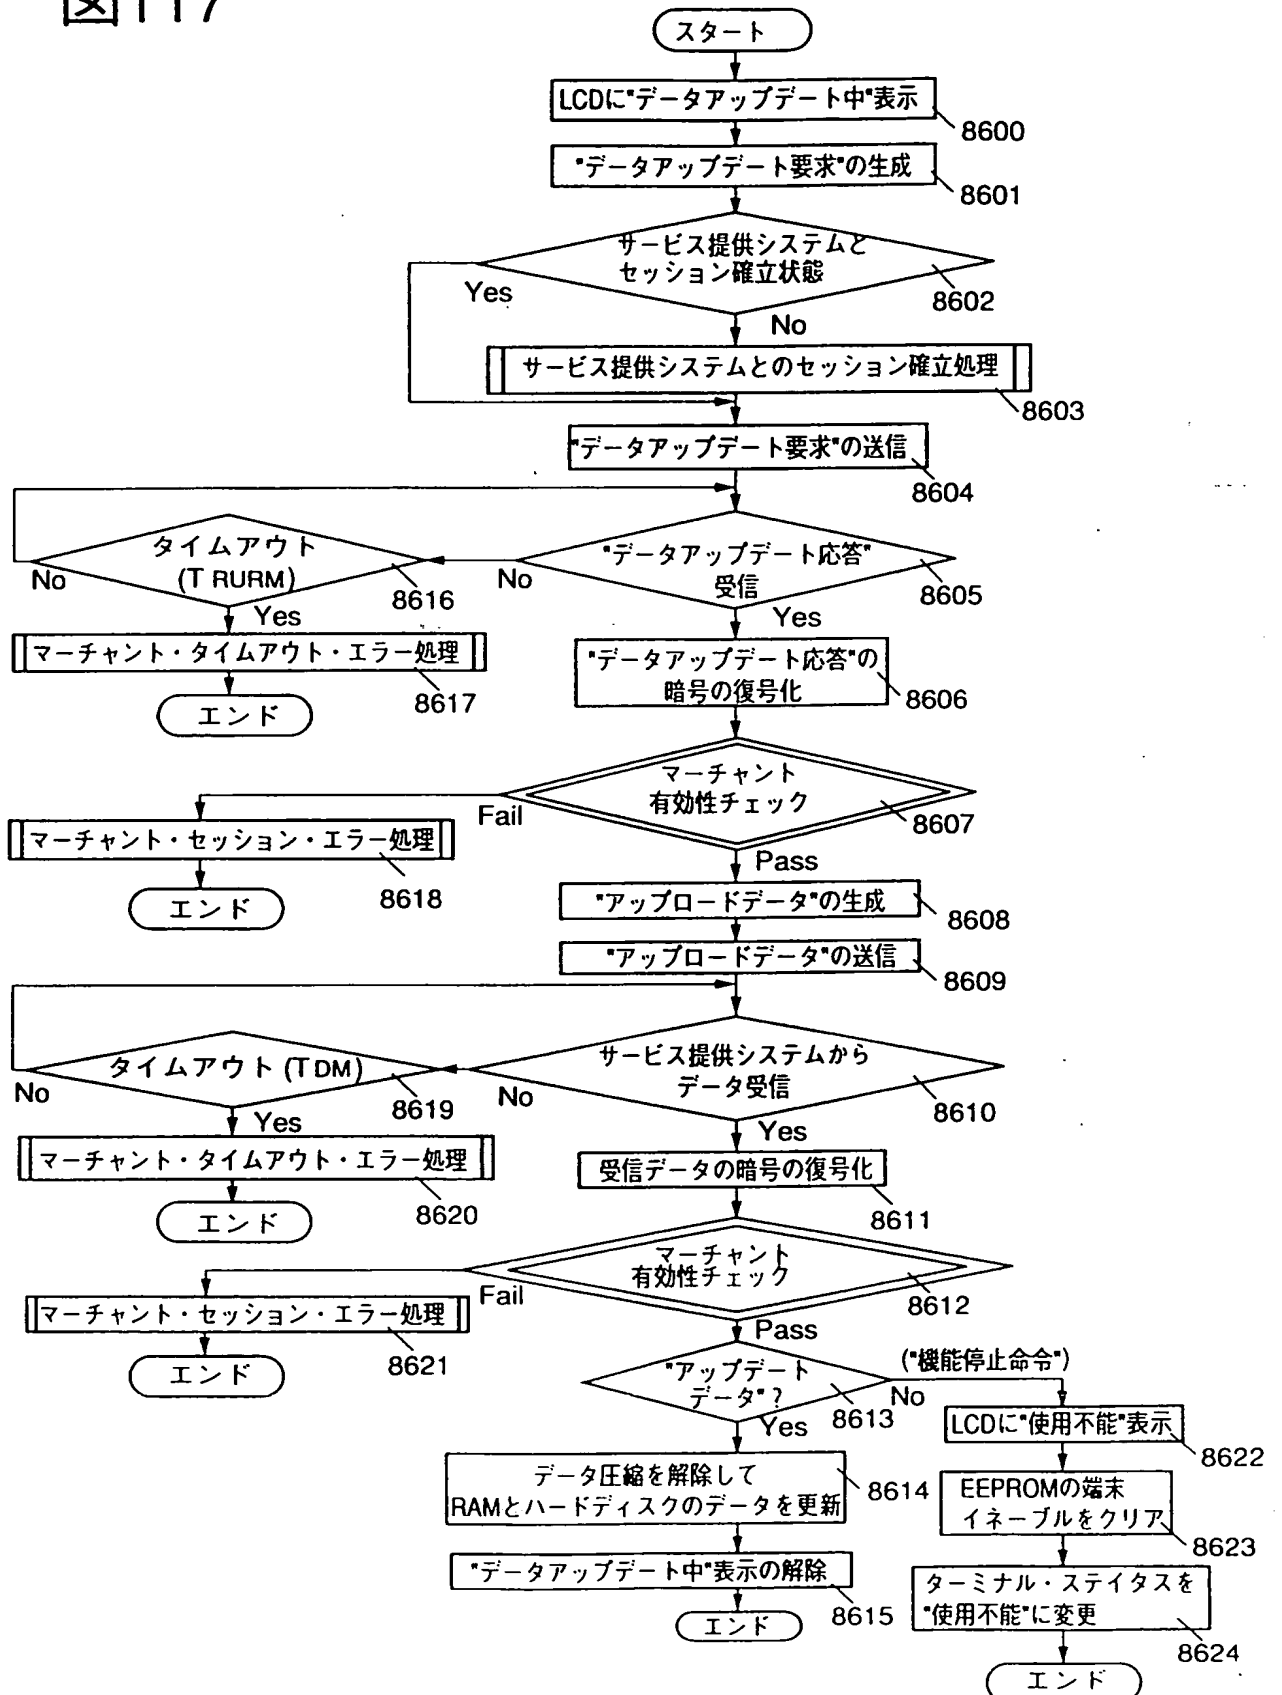 図117
スタート
LCDに"データアップデート中"表示
8600
"データアップデート要求"の生成
8601
サービス提供システムと
セッション確立状態
8602
Yes
No
サービス提供システムとのセッション確立処理
8603
"データアップデート要求"の送信
8604
タイムアウト
(T RURM)
8616
No
Yes
"データアップデート応答"
受信
8605
No
Yes
マーチャント・タイムアウト・エラー処理
8617
エンド
"データアップデート応答"の
暗号の復号化
8606
マーチャント
有効性チェック
8607
Fail
Pass
マーチャント・セッション・エラー処理
8618
エンド
"アップロードデータ"の生成
8608
"アップロードデータ"の送信
8609
タイムアウト(TDM)
8619
No
Yes
サービス提供システムから
データ受信
8610
No
Yes
マーチャント・タイムアウト・エラー処理
8620
エンド
受信データの暗号の復号化
8611
マーチャント
有効性チェック
8612
Fail
Pass
マーチャント・セッション・エラー処理
8621
エンド
"アップデート
データ"?
8613
("機能停止命令")
No
Yes
LCDに"使用不能"表示
8622
データ圧縮を解除して
RAMとハードディスクのデータを更新
8614
EEPROMの端末
イネーブルをクリア
8623
"データアップデート中"表示の解除
8615
エンド
ターミナル・ステイタスを
"使用不能"に変更
8624
エンド